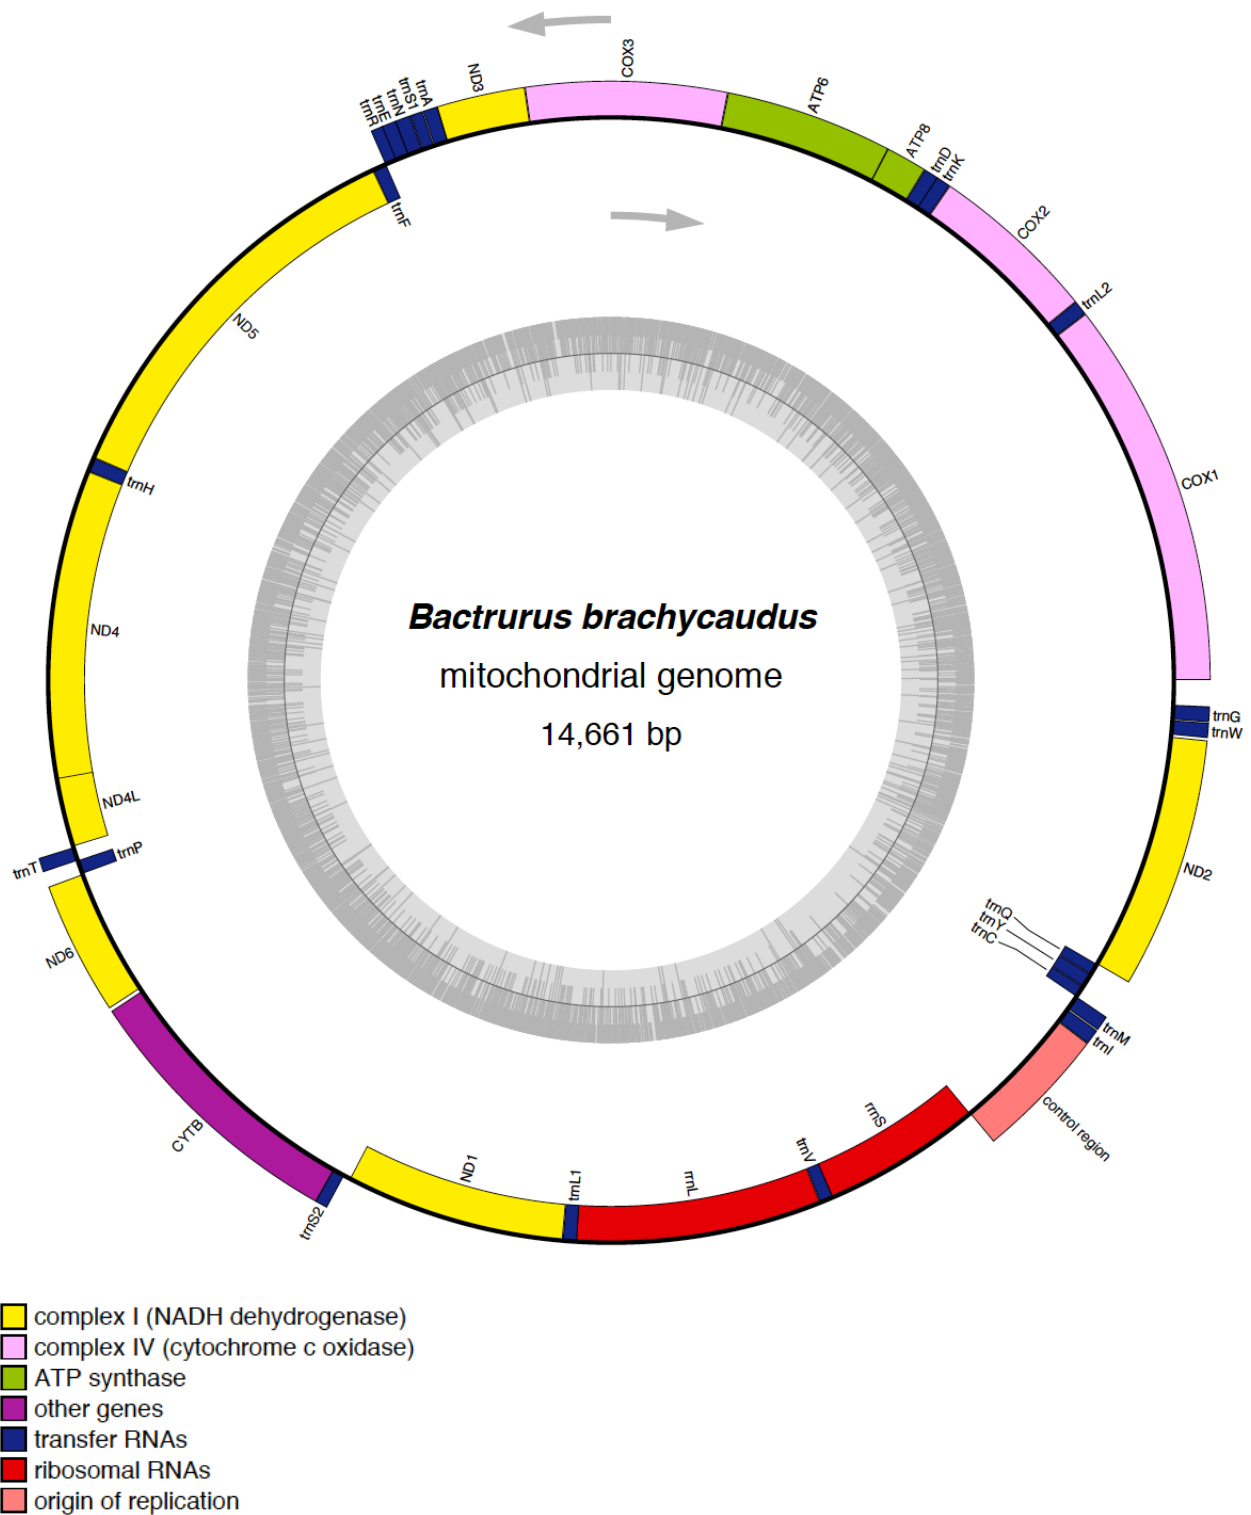 COX3
ND3
trnA
trnS1
trnN
trnE
trnR
ATP6
ATP8
trnD
trnK
COX2
trnL2
COX1
trnF
ND5
trnH
ND4
ND4L
trnP
trnT
ND6
CYTB
trnS2
ND1
trnL1
rrnL
trnV
rrnS
control region
trnI
trnM
trnC
trnY
trnQ
ND2
trnW
trnG
Bactrurus brachycaudus
mitochondrial genome
14,661 bp
complex I (NADH dehydrogenase)
complex IV (cytochrome c oxidase)
ATP synthase
other genes
transfer RNAs
ribosomal RNAs
origin of replication